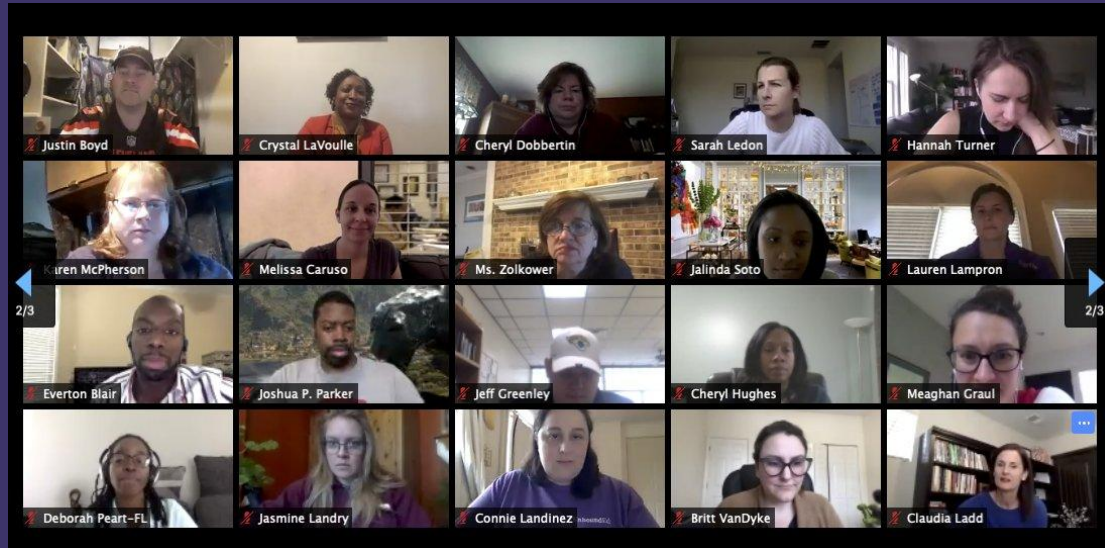 Justin Boyd
Crystal LaVoulle
Cheryl Dobbertin
Sarah Ledon
Hannah Turner
Karen McPherson
Melissa Caruso
Ms. Zolkower
Jalinda Soto
Lauren Lampron
2/3
2/3
Everton Blair
Joshua P. Parker
Jeff Greenley
Cheryl Hughes
Meaghan Graul
Deborah Peart-FL
Jasmine Landry
Connie Landinez
Britt VanDyke
Claudia Ladd